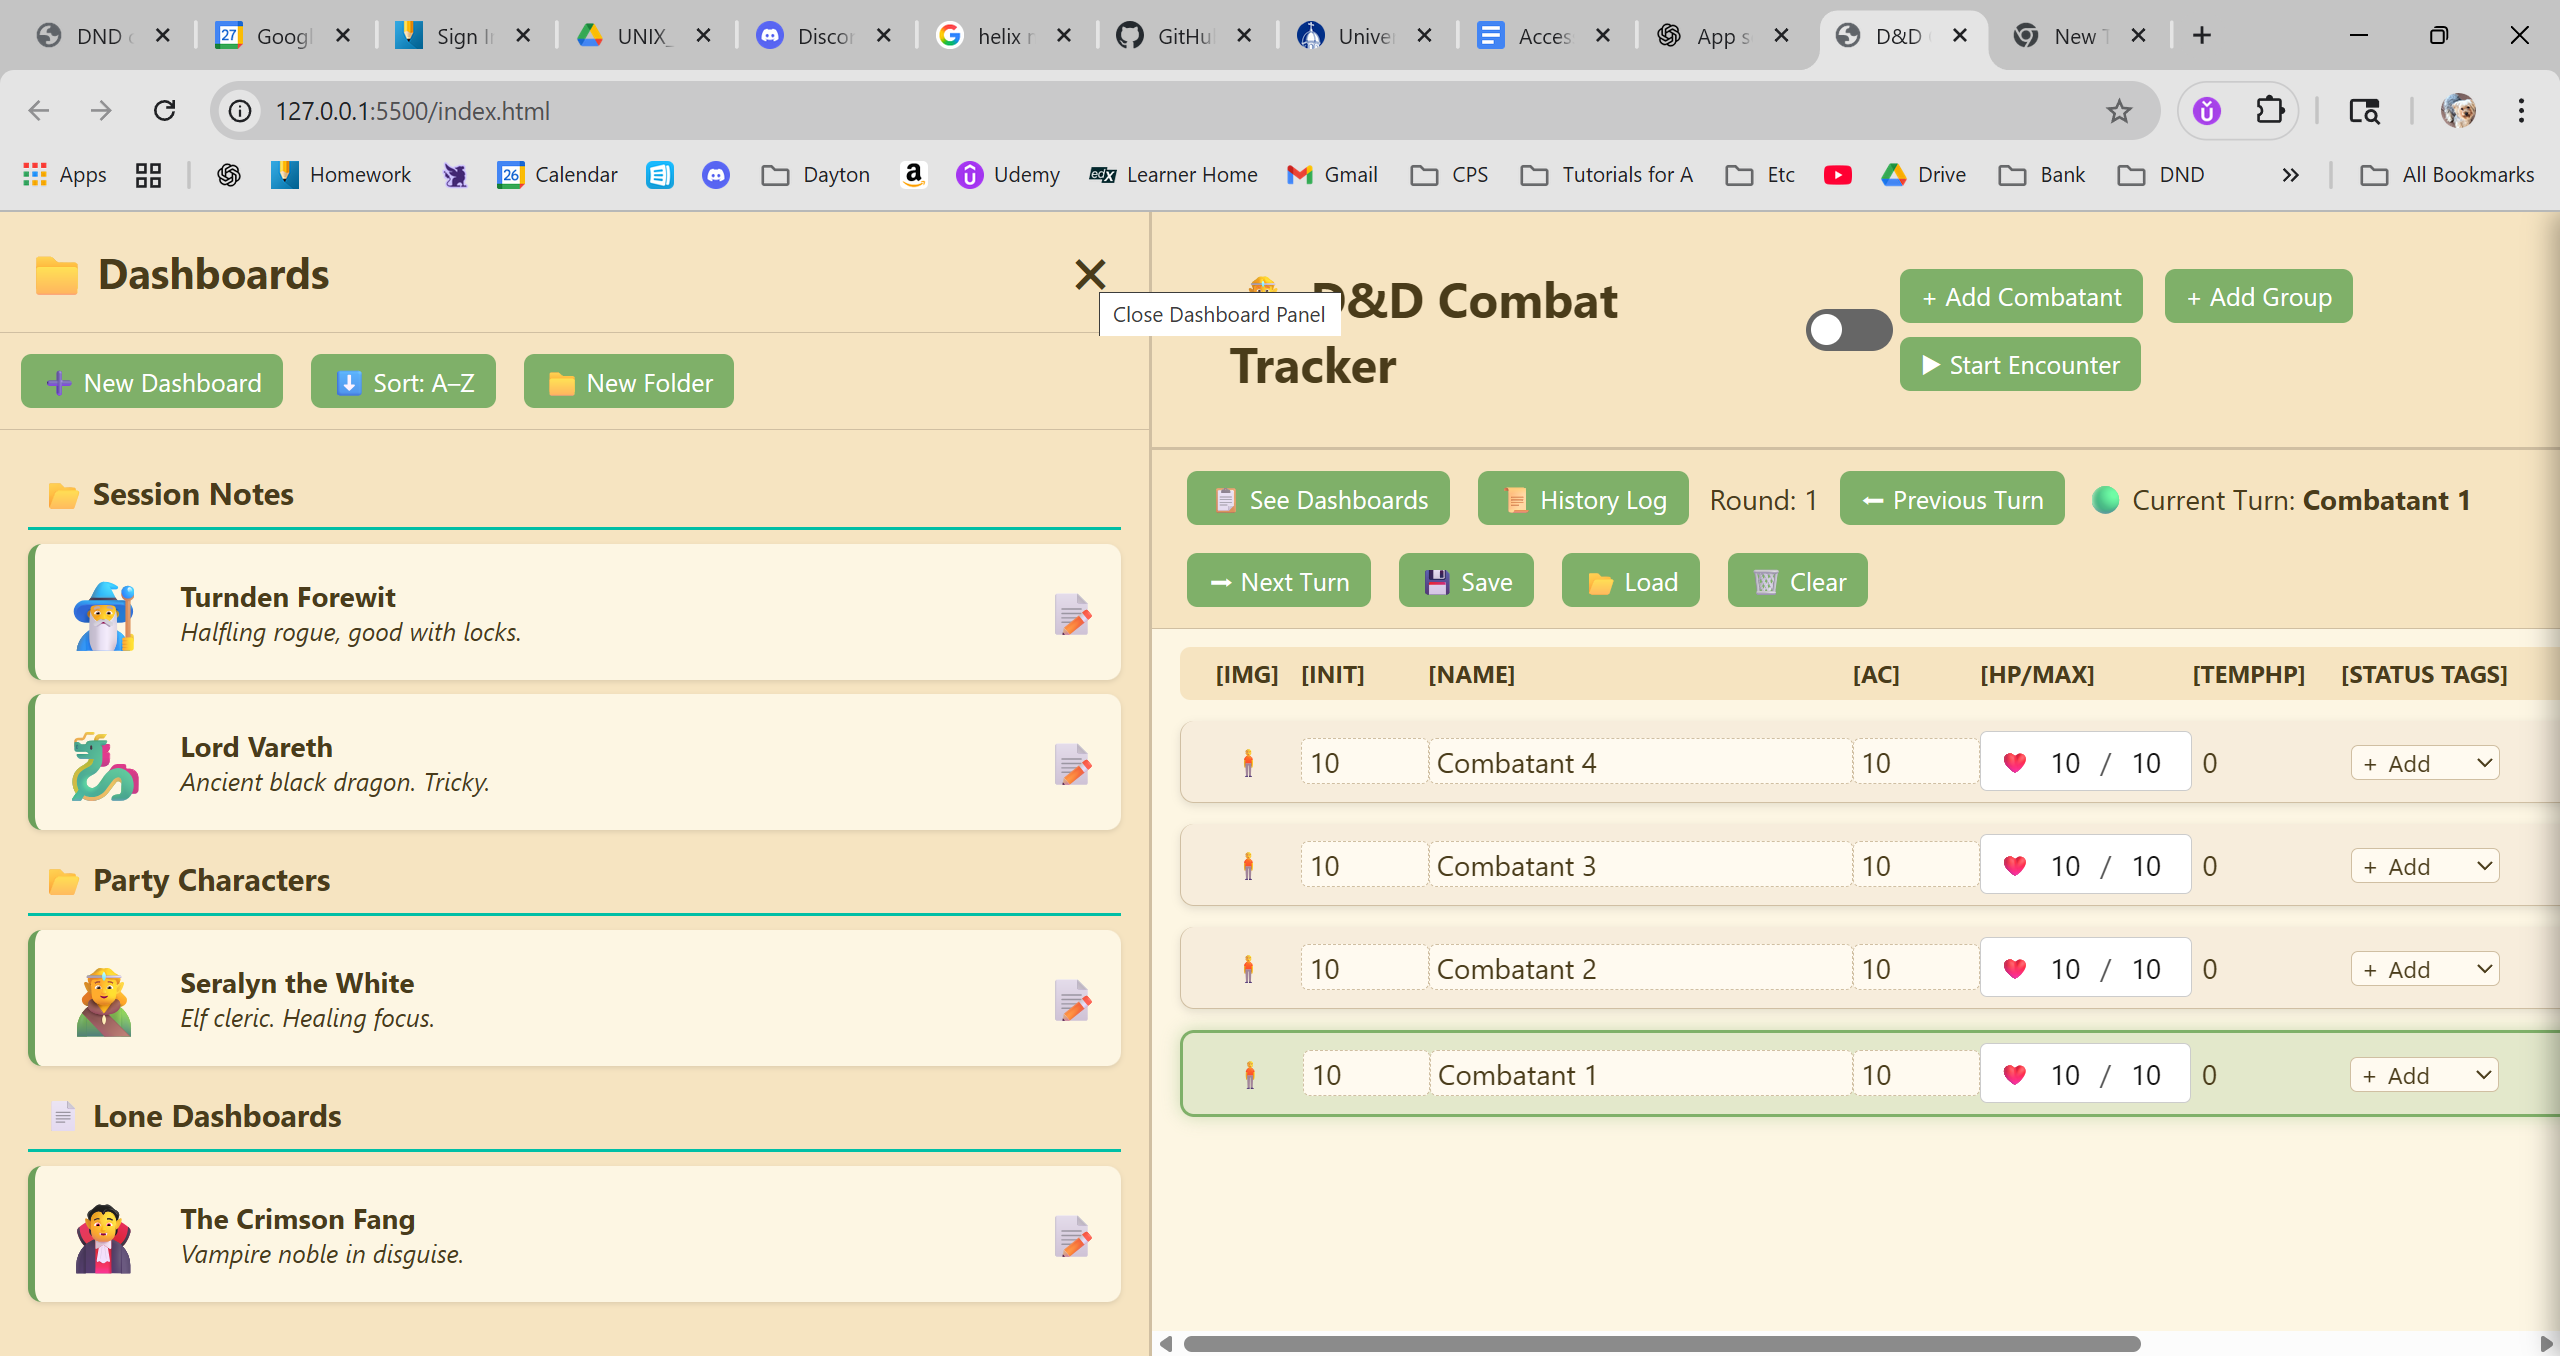 DND
Googl
Sign I
UNIX_
Discor
helix r
GitHu
Unive
Acces
App s
D&D
New T
127.0.0.1:5500/index.html
Apps
Homework
26 Calendar
a
Udemy
edX Learner Home
Gmail
CPS
Tutorials for A
Etc
Drive
Bank
DND
All Bookmarks
Dashboards
Close Dashboard Panel
New Dashboard
Sort: A–Z
New Folder
Session Notes
Turnden Forewit
Halfling rogue, good with locks.
Lord Vareth
Ancient black dragon. Tricky.
Party Characters
Seralyn the White
Elf cleric. Healing focus.
Lone Dashboards
The Crimson Fang
Vampire noble in disguise.
D&D Combat
Tracker
+ Add Combatant
+ Add Group
▶ Start Encounter
See Dashboards
History Log
Round: 1
← Previous Turn
Current Turn: Combatant 1
→ Next Turn
Save
Load
Clear
[IMG] [INIT] [NAME] [AC] [HP/MAX] [TEMPHP] [STATUS TAGS]
10 Combatant 4 10 10 / 10 0 + Add
10 Combatant 3 10 10 / 10 0 + Add
10 Combatant 2 10 10 / 10 0 + Add
10 Combatant 1 10 10 / 10 0 + Add